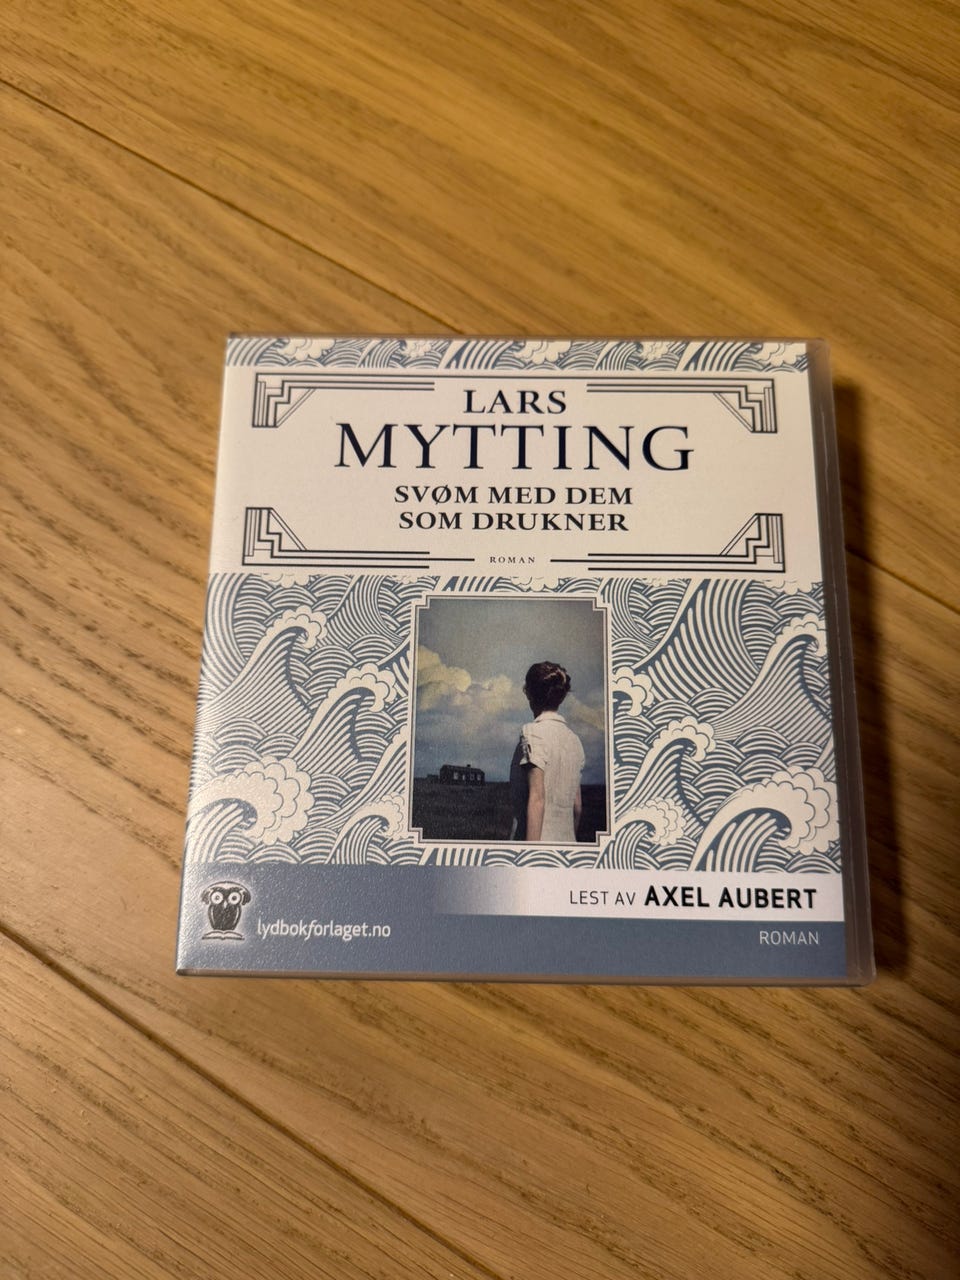 LARS
MYTTING
SVØM MED DEM
SOM DRUKNER
ROMAN
LEST AV AXEL AUBERT
lydbokforlaget.no
ROMAN